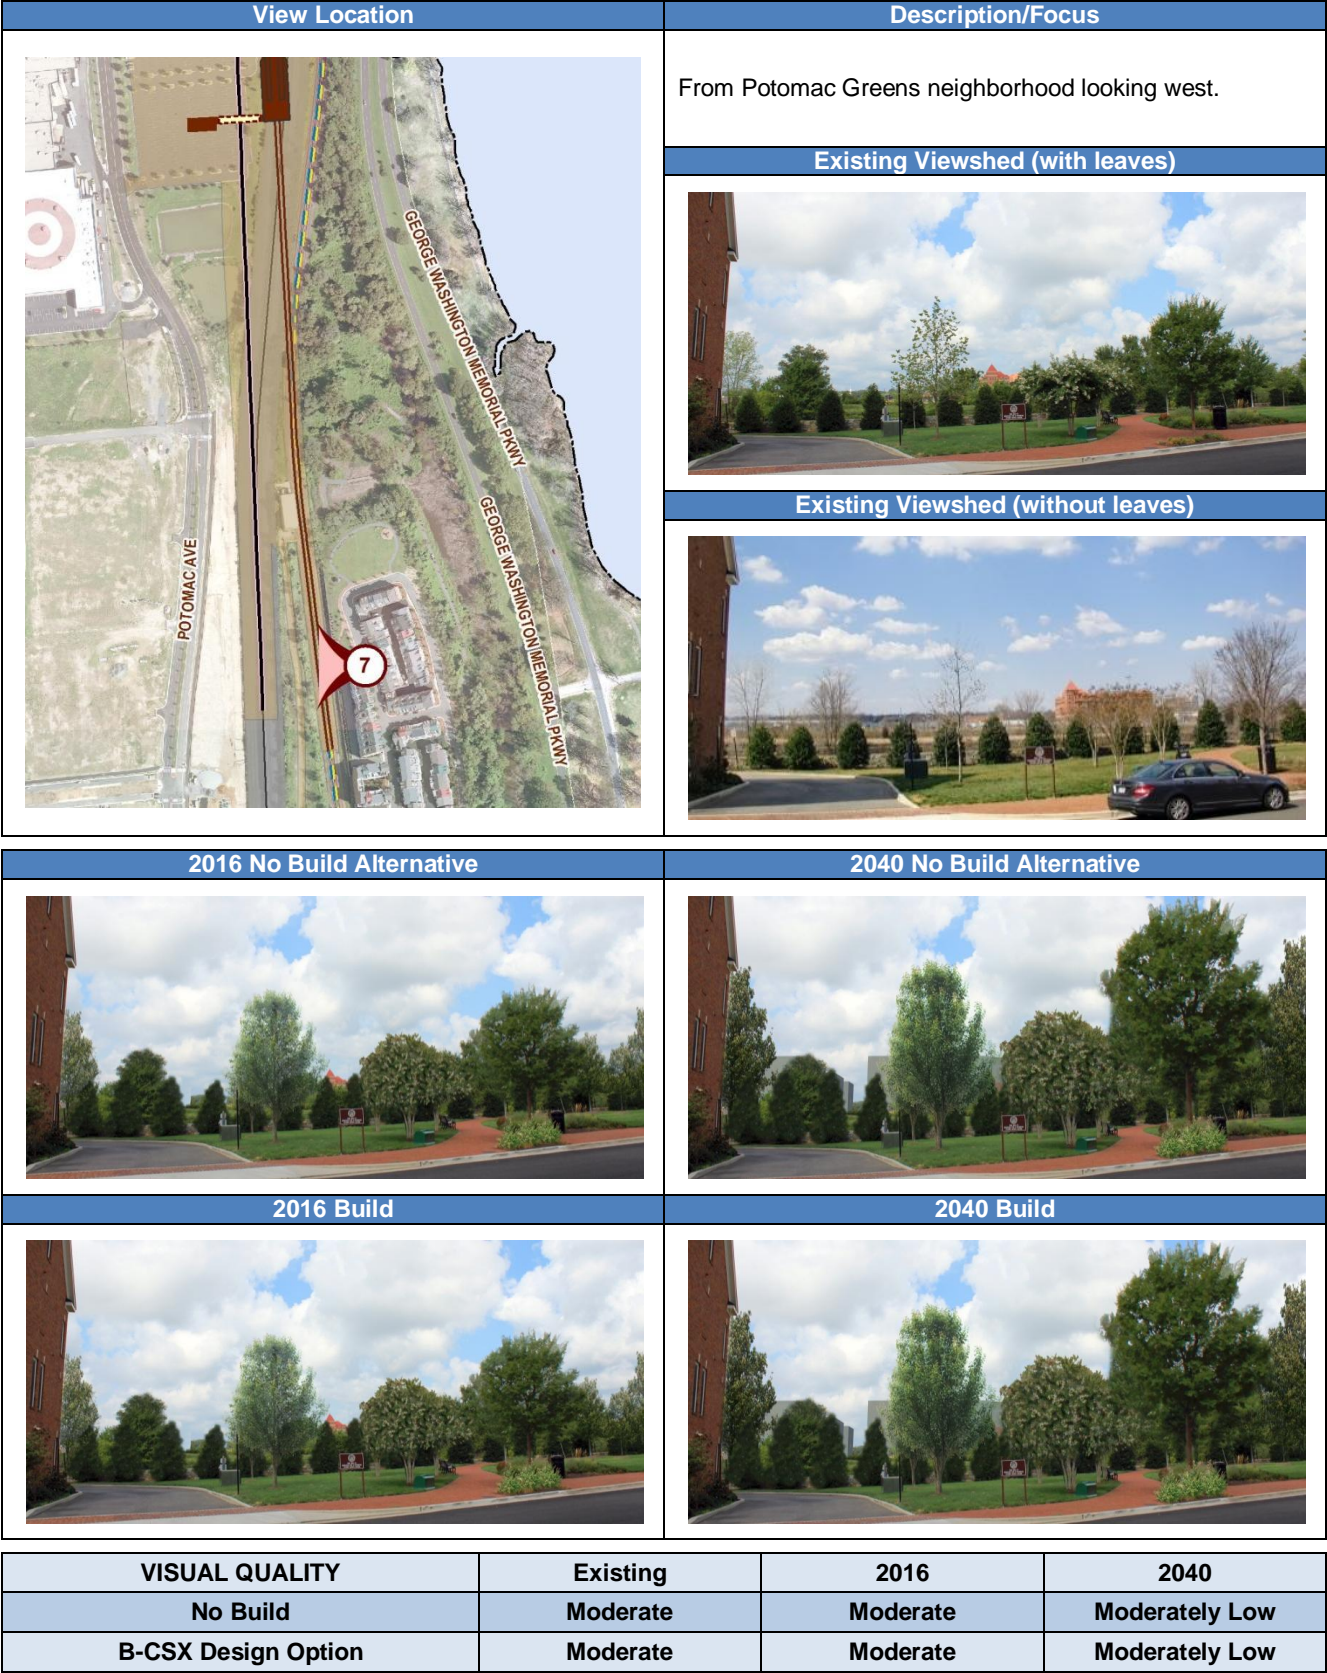 View Location
Description/Focus
From Potomac Greens neighborhood looking west.
GEORGE WASHINGTON MEMORIAL PKWY
GEORGE WASHINGTON MEMORIAL PKWY
POTOMAC AVE
7
Existing Viewshed (with leaves)
Existing Viewshed (without leaves)
2016 No Build Alternative
2040 No Build Alternative
2016 Build
2040 Build
VISUAL QUALITY Existing 2016 2040
No Build Moderate Moderate Moderately Low
B-CSX Design Option Moderate Moderate Moderately Low